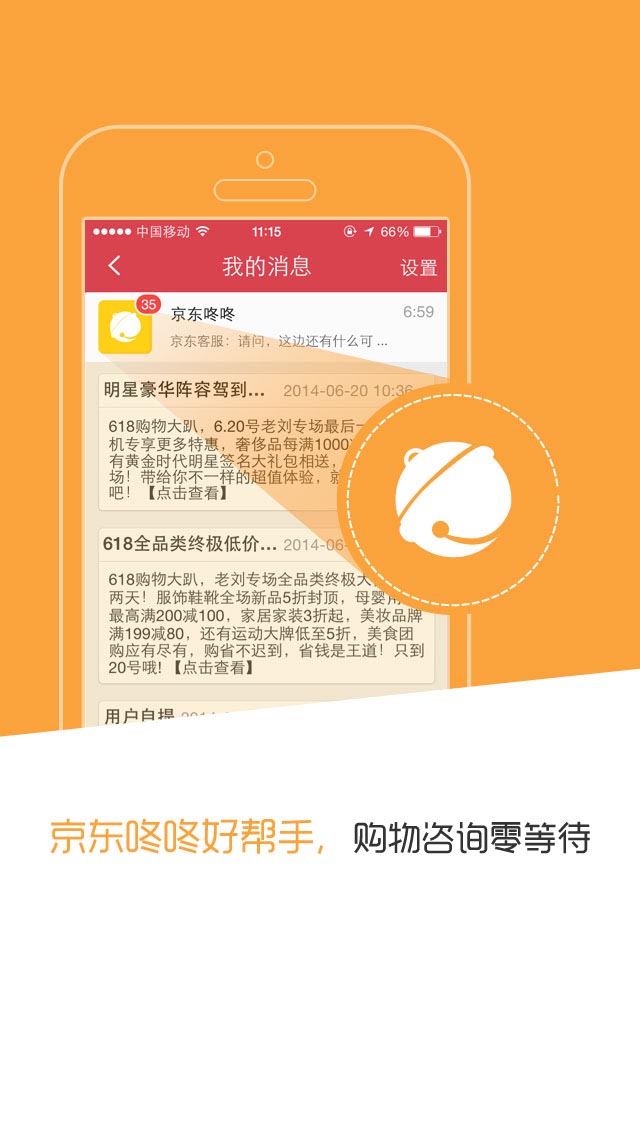 中国移动 11:15 66%
我的消息 设置
35
京东咚咚 6:59
京东客服：请问，这边还有什么可 ...
明星豪华阵容驾到... 2014-06-20 10:36
618购物大趴，6.20号老刘专场最后一
机专享更多特惠，奢侈品每满1000
有黄金时代明星签名大礼包相送，
场！带给你不一样的超值体验，就
吧！【点击查看】
618全品类终极低价... 2014-06-
618购物大趴，老刘专场全品类终极大
两天！服饰鞋靴全场新品5折封顶，母婴用
最高满200减100，家居家装3折起，美妆品牌
满199减80，还有运动大牌低至5折，美食团
购应有尽有，购省不迟到，省钱是王道！只到
20号哦!【点击查看】
用户自提 2014-
京东咚咚好帮手，购物咨询零等待